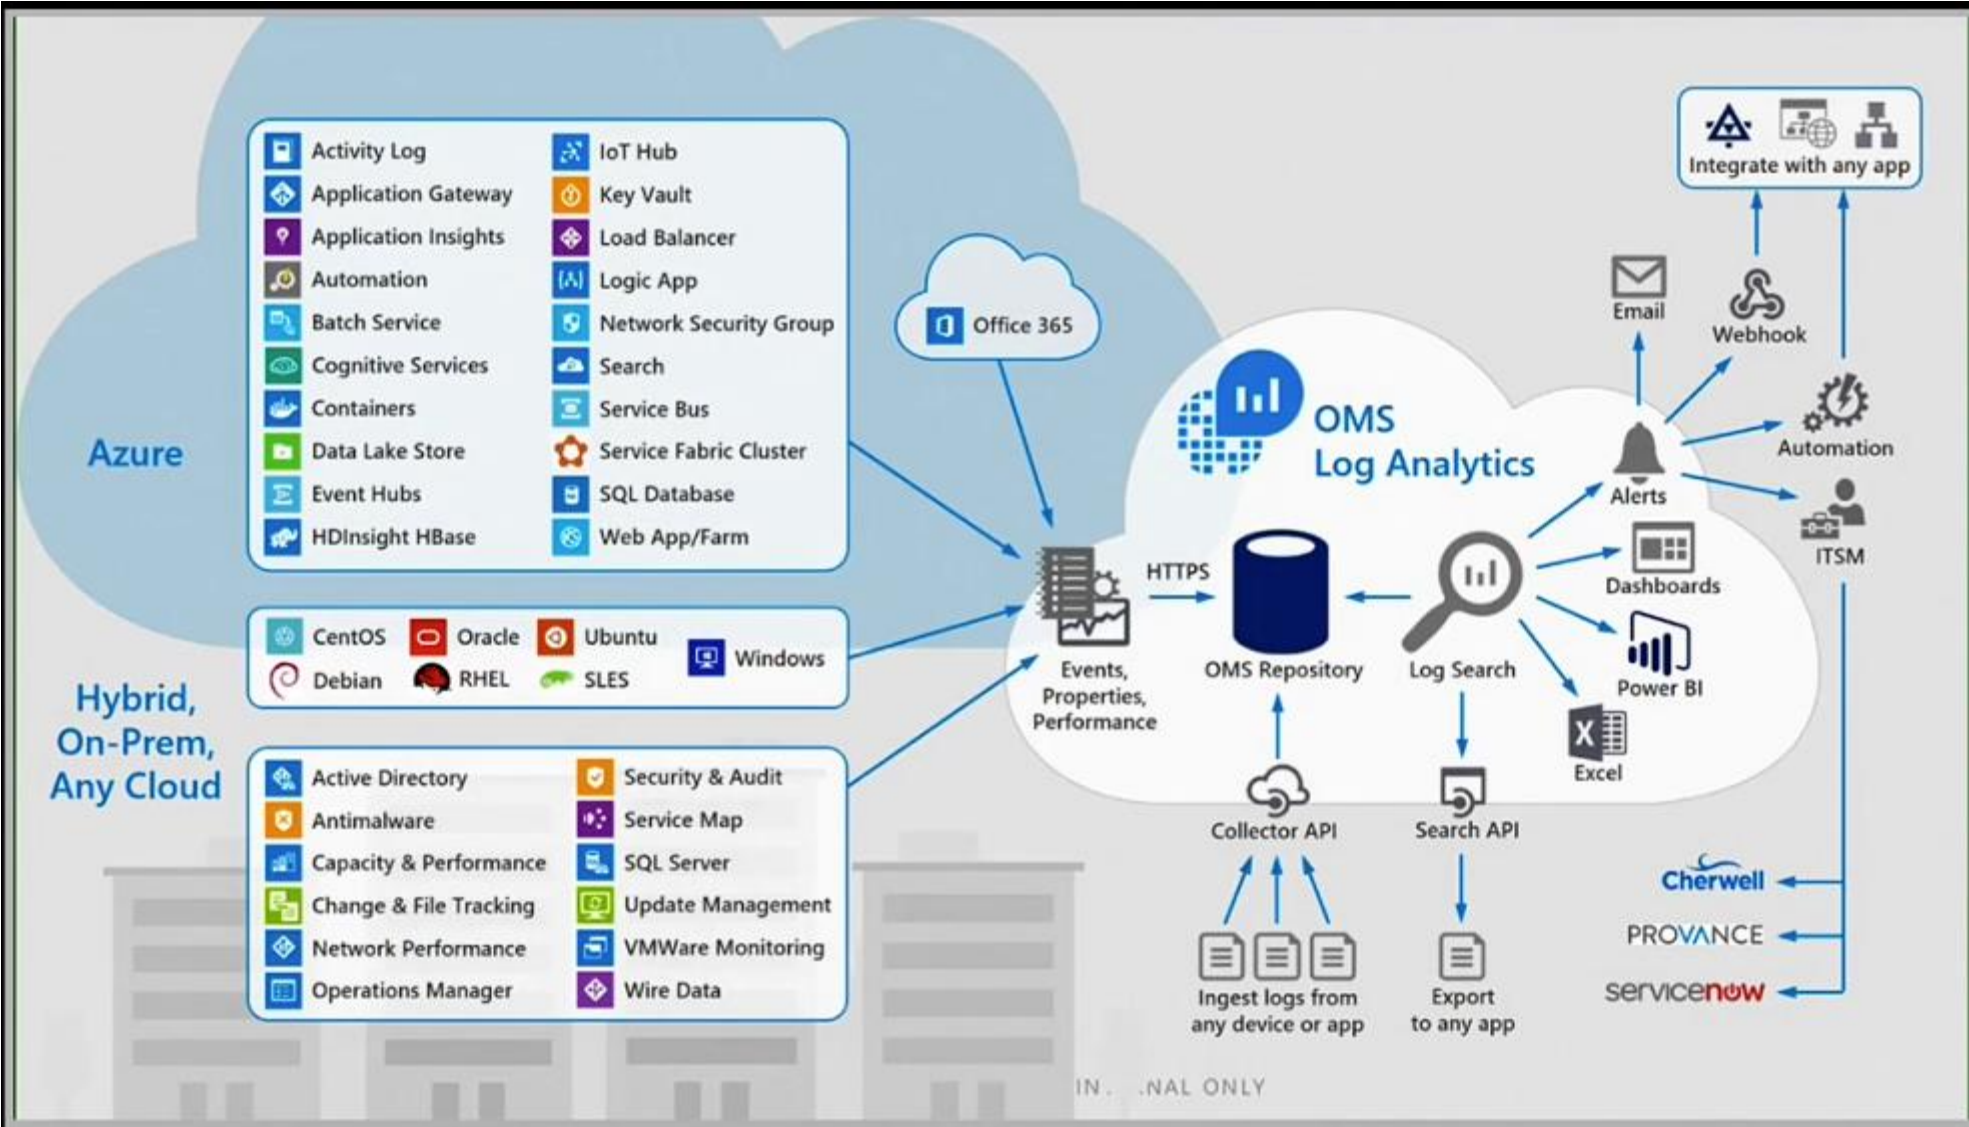 Azure
Hybrid,
On-Prem,
Any Cloud
Activity Log
Application Gateway
Application Insights
Automation
Batch Service
Cognitive Services
Containers
Data Lake Store
Event Hubs
HDInsight HBase
IoT Hub
Key Vault
Load Balancer
Logic App
Network Security Group
Search
Service Bus
Service Fabric Cluster
SQL Database
Web App/Farm
CentOS
Oracle
Ubuntu
Windows
Debian
RHEL
SLES
Active Directory
Antimalware
Capacity & Performance
Change & File Tracking
Network Performance
Operations Manager
Security & Audit
Service Map
SQL Server
Update Management
VMWare Monitoring
Wire Data
Office 365
OMS
Log Analytics
Events,
Properties,
Performance
HTTPS
OMS Repository
Log Search
Collector API
Search API
Ingest logs from
any device or app
Export
to any app
Alerts
Dashboards
Power BI
X
Excel
Email
Webhook
Automation
ITSM
Integrate with any app
Cherwell
PROVANCE
servicenow
ONLY